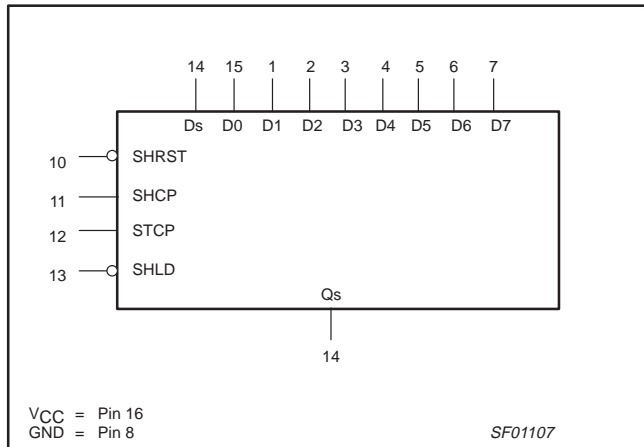 14 15 1 2 3 4 5 6 7
Ds D0 D1 D2 D3 D4 D5 D6 D7
10 SHRST
11 SHCP
12 STCP
13 SHLD
Qs
14
VCC = Pin 16
GND = Pin 8
SF01107